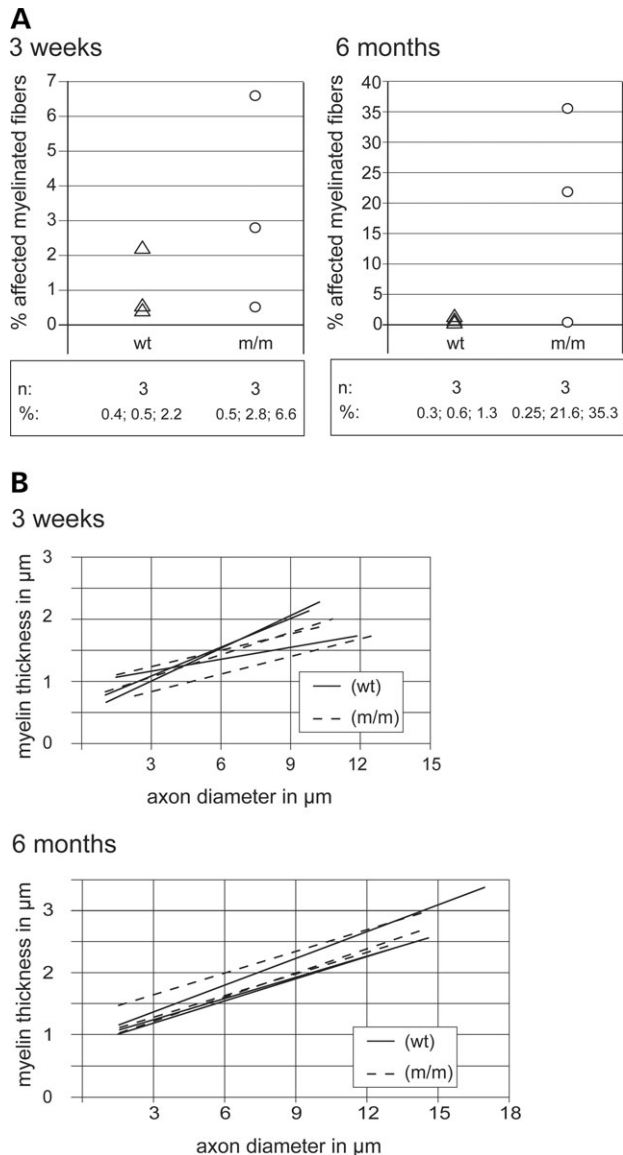 A
3 weeks
% affected myelinated fibers
7
6
5
4
3
2
1
0
wt m/m
n: 3 3
%: 0.4; 0.5; 2.2 0.5; 2.8; 6.6
6 months
% affected myelinated fibers
40
35
30
25
20
15
10
5
0
wt m/m
n: 3 3
%: 0.3; 0.6; 1.3 0.25; 21.6; 35.3
B
3 weeks
myelin thickness in µm
3
2
1
0
(wt)
(m/m)
3 6 9 12 15
axon diameter in µm
6 months
myelin thickness in µm
3
2
1
0
(wt)
(m/m)
3 6 9 12 15 18
axon diameter in µm